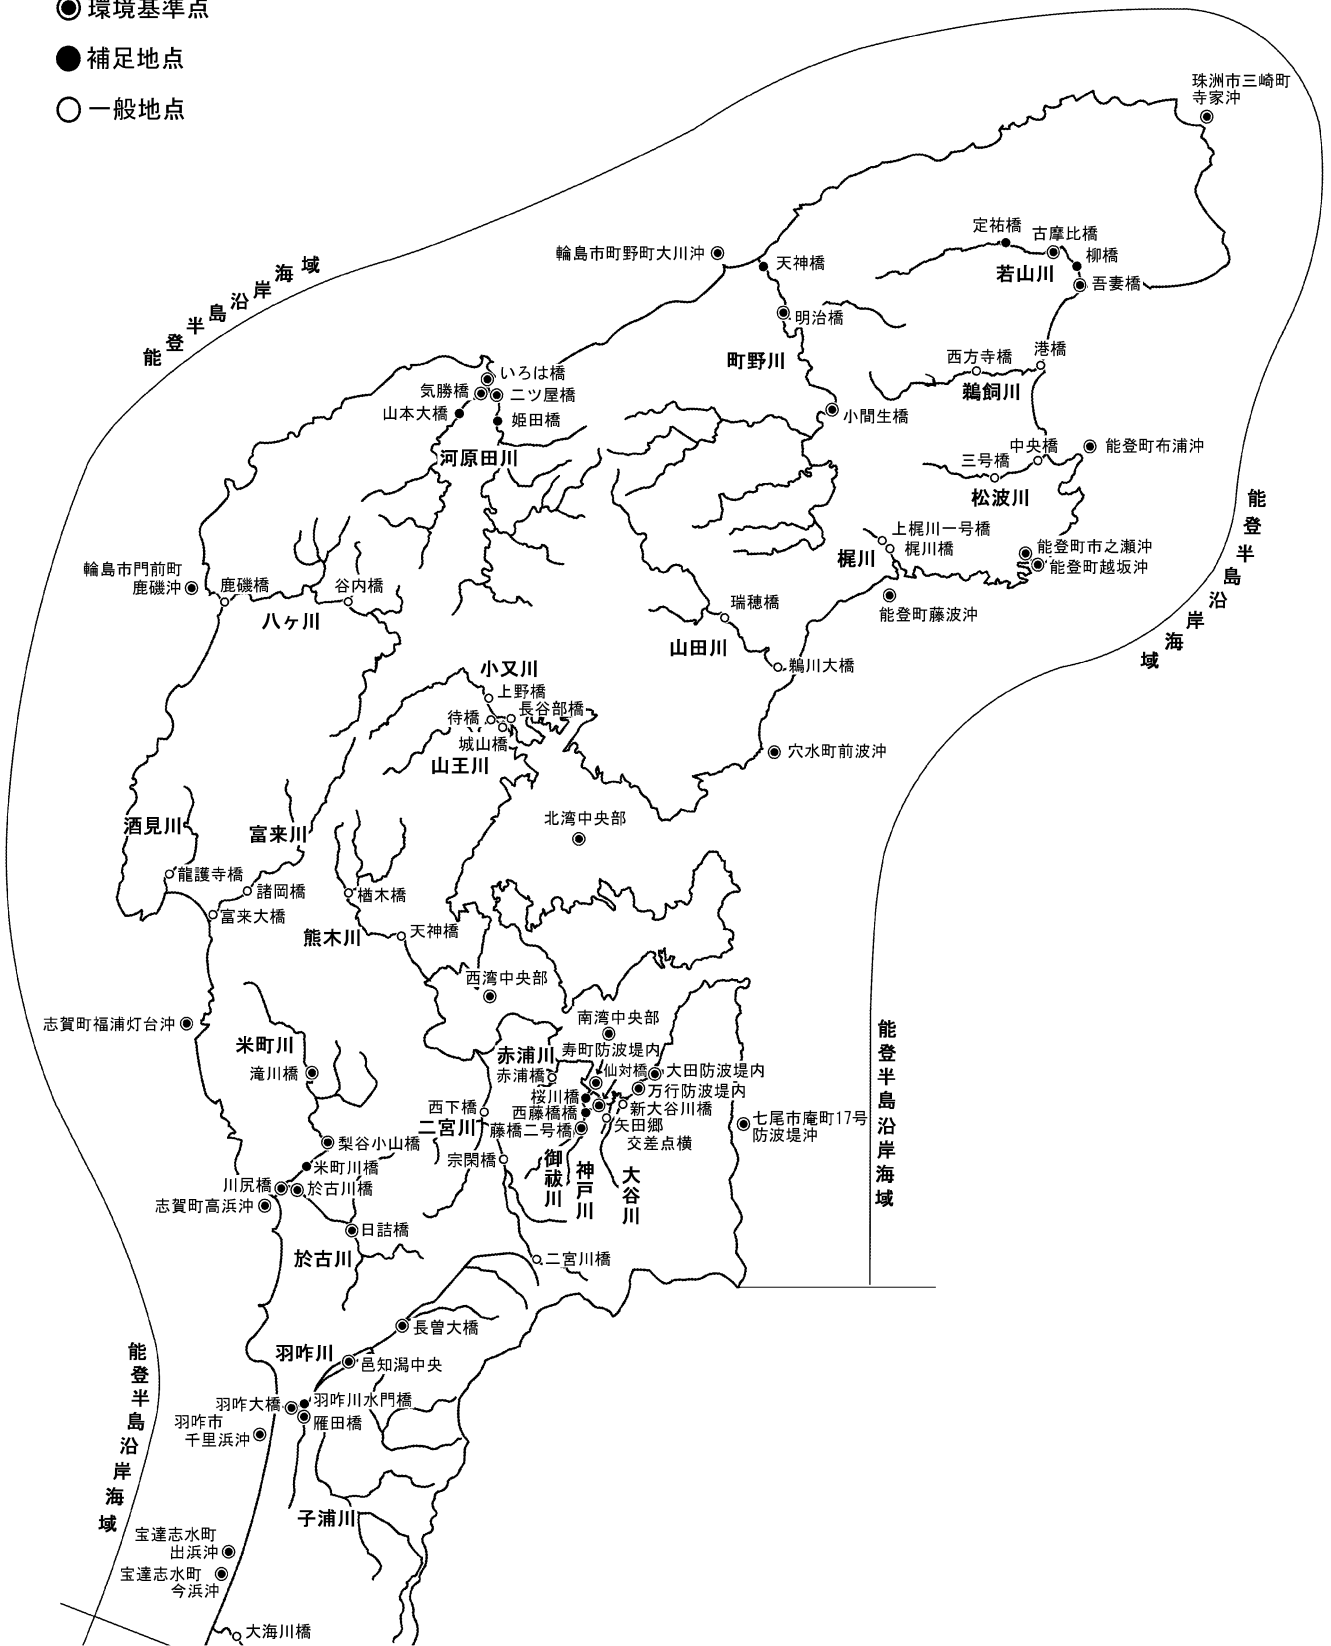 環境基準点
補足地点
一般地点
珠洲市三崎町
寺家沖
能登半島沿岸海域
輪島市町野町大川沖
天神橋
定祐橋
古摩比橋
柳橋
若山川
吾妻橋
明治橋
町野川
西方寺橋
港橋
鵜飼川
いろは橋
気勝橋
二ツ屋橋
山本大橋
姫田橋
河原田川
小間生橋
中央橋
能登町布浦沖
三号橋
松波川
能登半島沿岸海域
上梶川一号橋
梶川橋
梶川
能登町市之瀬沖
能登町越坂沖
能登町藤波沖
輪島市門前町
鹿磯沖
鹿磯橋
谷内橋
八ヶ川
瑞穂橋
山田川
鵜川大橋
小又川
上野橋
長谷部橋
待橋
城山橋
山王川
穴水町前波沖
北湾中央部
酒見川
富来川
龍護寺橋
諸岡橋
富来大橋
楢木橋
熊木川
天神橋
西湾中央部
志賀町福浦灯台沖
米町川
滝川橋
南湾中央部
赤浦川
寿町防波堤内
赤浦橋
仙対橋
大田防波堤内
万行防波堤内
桜川橋
新大谷川橋
西藤橋橋
矢田郷
交差点横
藤橋二号橋
西下橋
二宮川
宗閑橋
御祓川
神戸川
大谷川
七尾市庵町17号
防波堤沖
能登半島沿岸海域
梨谷小山橋
米町川橋
川尻橋
於古川橋
志賀町高浜沖
日詰橋
於古川
二宮川橋
長曽大橋
羽咋川
邑知潟中央
羽咋大橋
羽咋川水門橋
雁田橋
羽咋市
千里浜沖
子浦川
能登半島沿岸海域
宝達志水町
出浜沖
宝達志水町
今浜沖
大海川橋